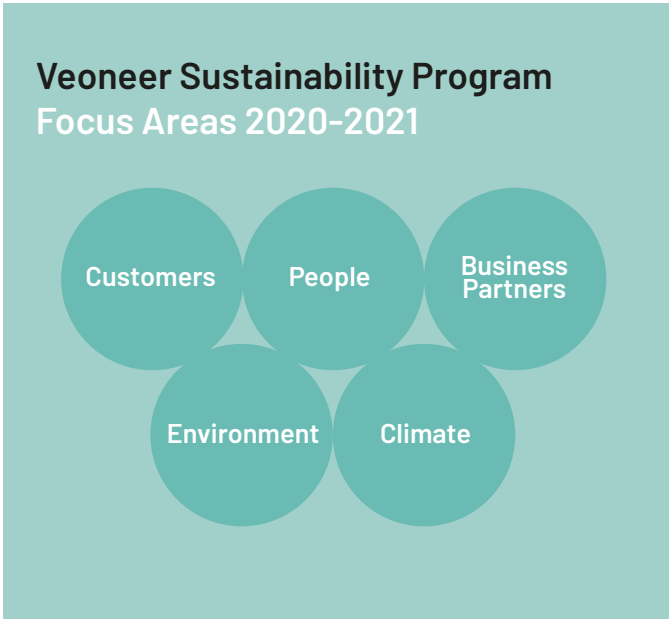 Veoneer Sustainability Program
Focus Areas 2020-2021
Customers
People
Business
Partners
Environment
Climate